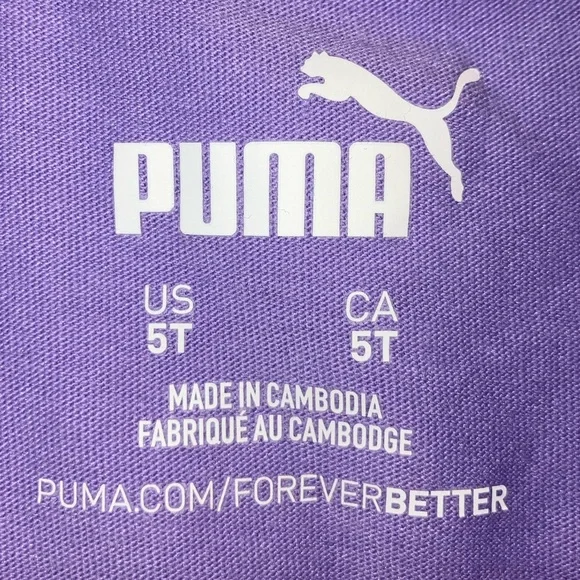 PUMA
US CA
5T 5T
MADE IN CAMBODIA
FABRIQUÉ AU CAMBODGE
PUMA.COM/FOREVERBETTER